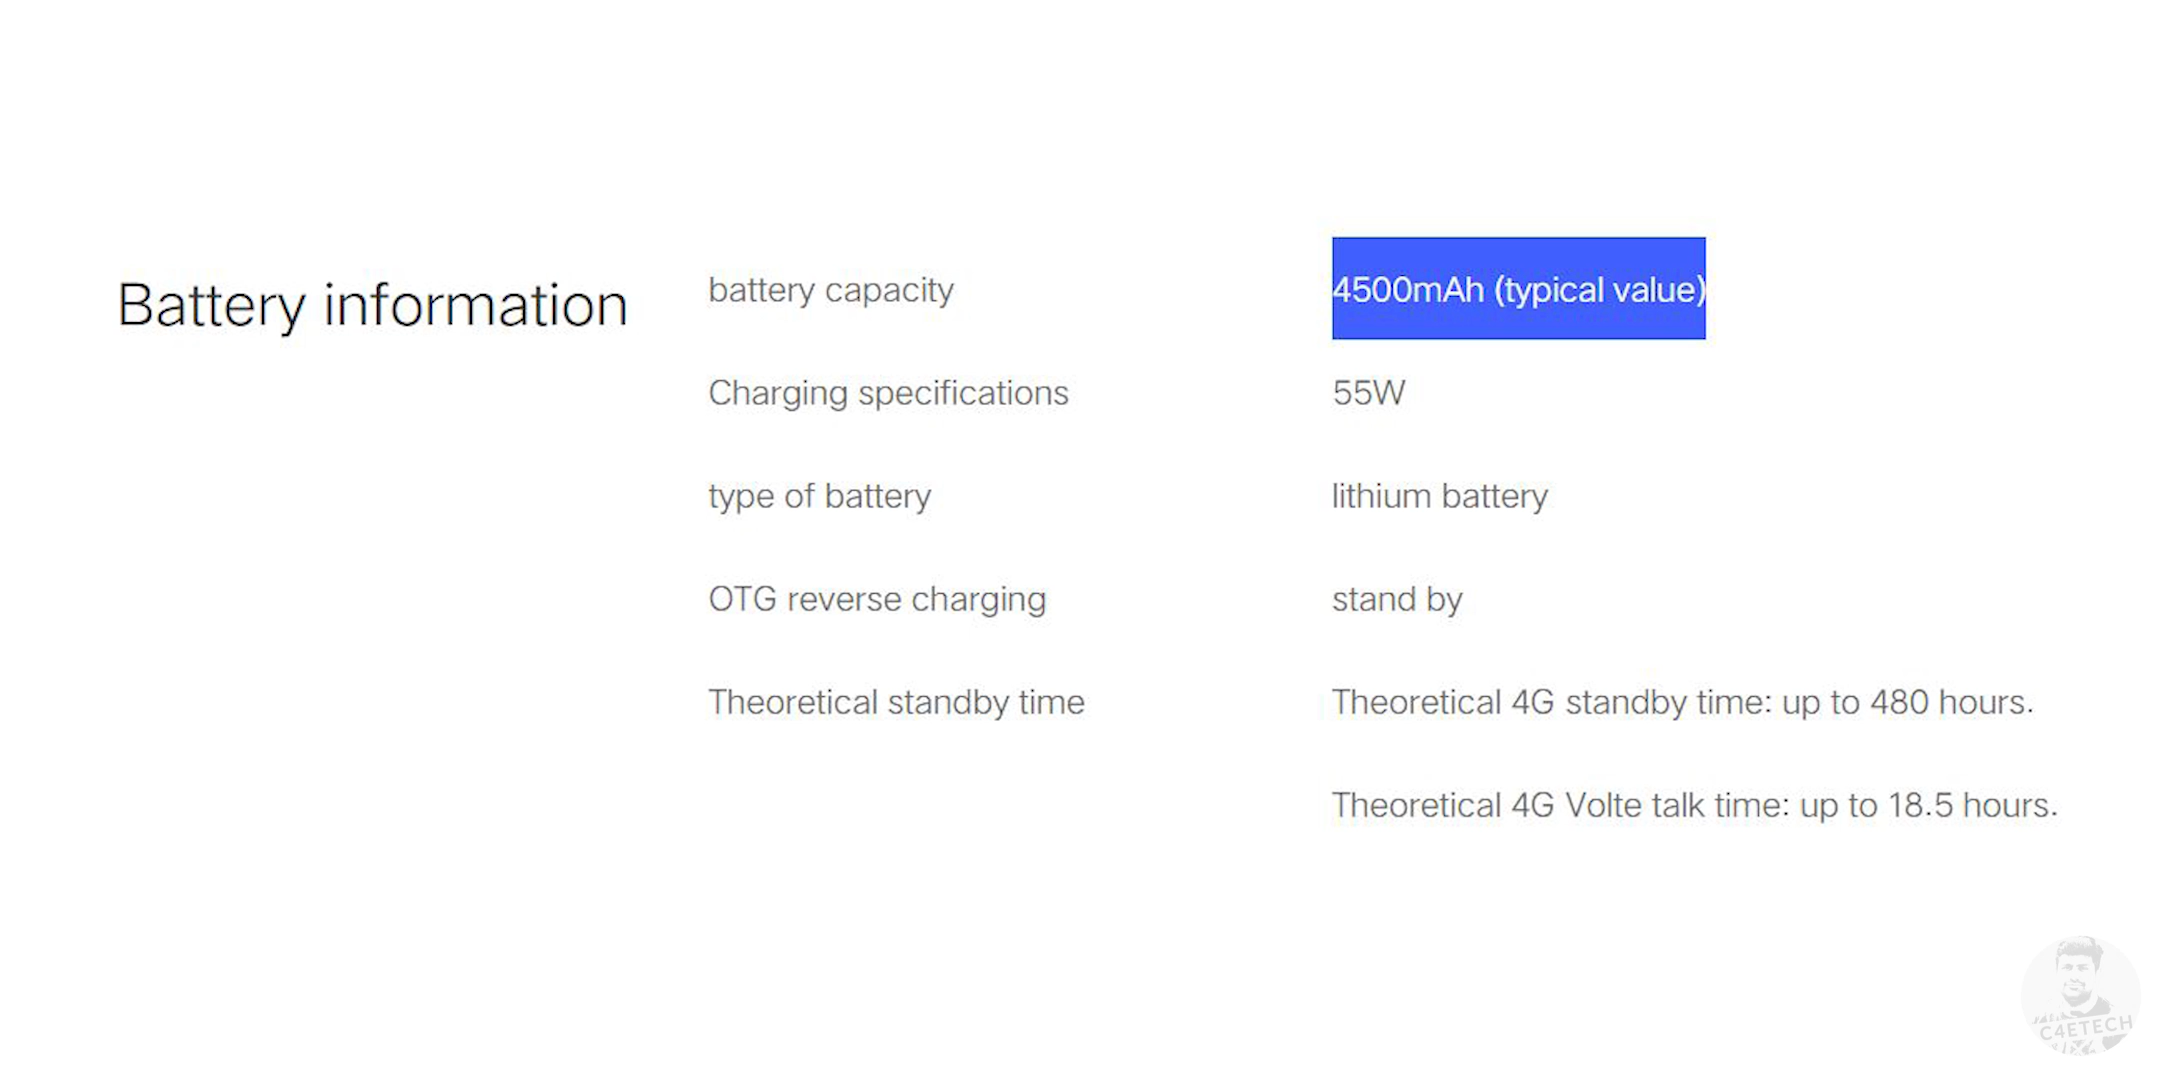 Battery information
battery capacity
4500mAh (typical value)
Charging specifications
55W
type of battery
lithium battery
OTG reverse charging
stand by
Theoretical standby time
Theoretical 4G standby time: up to 480 hours.
Theoretical 4G Volte talk time: up to 18.5 hours.
C4ETECH